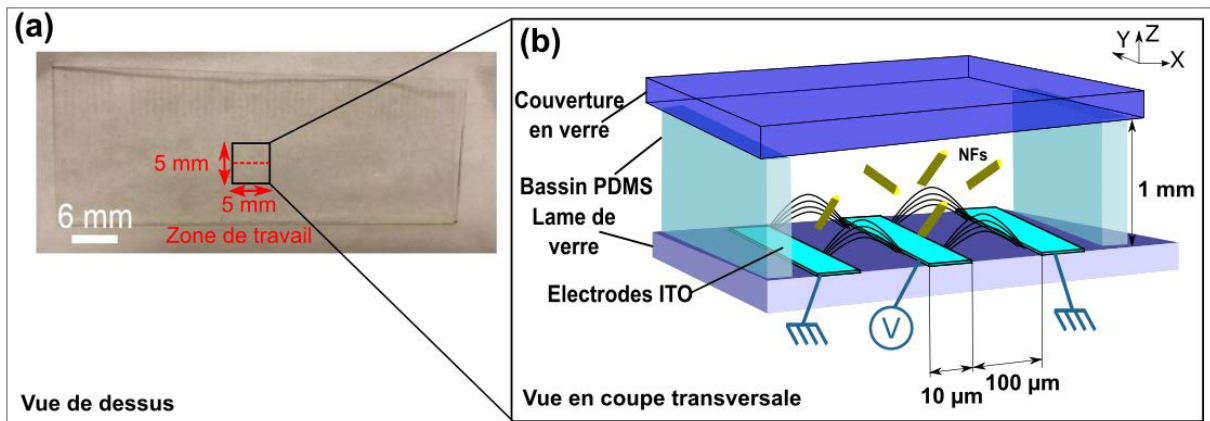 (a)
5 mm
5 mm
6 mm
Zone de travail
Vue de dessus
(b)
Y Z
X
Couverture
en verre
NFs
Bassin PDMS
1 mm
Lame de
verre
Electrodes ITO
V
10 µm
100 µm
Vue en coupe transversale